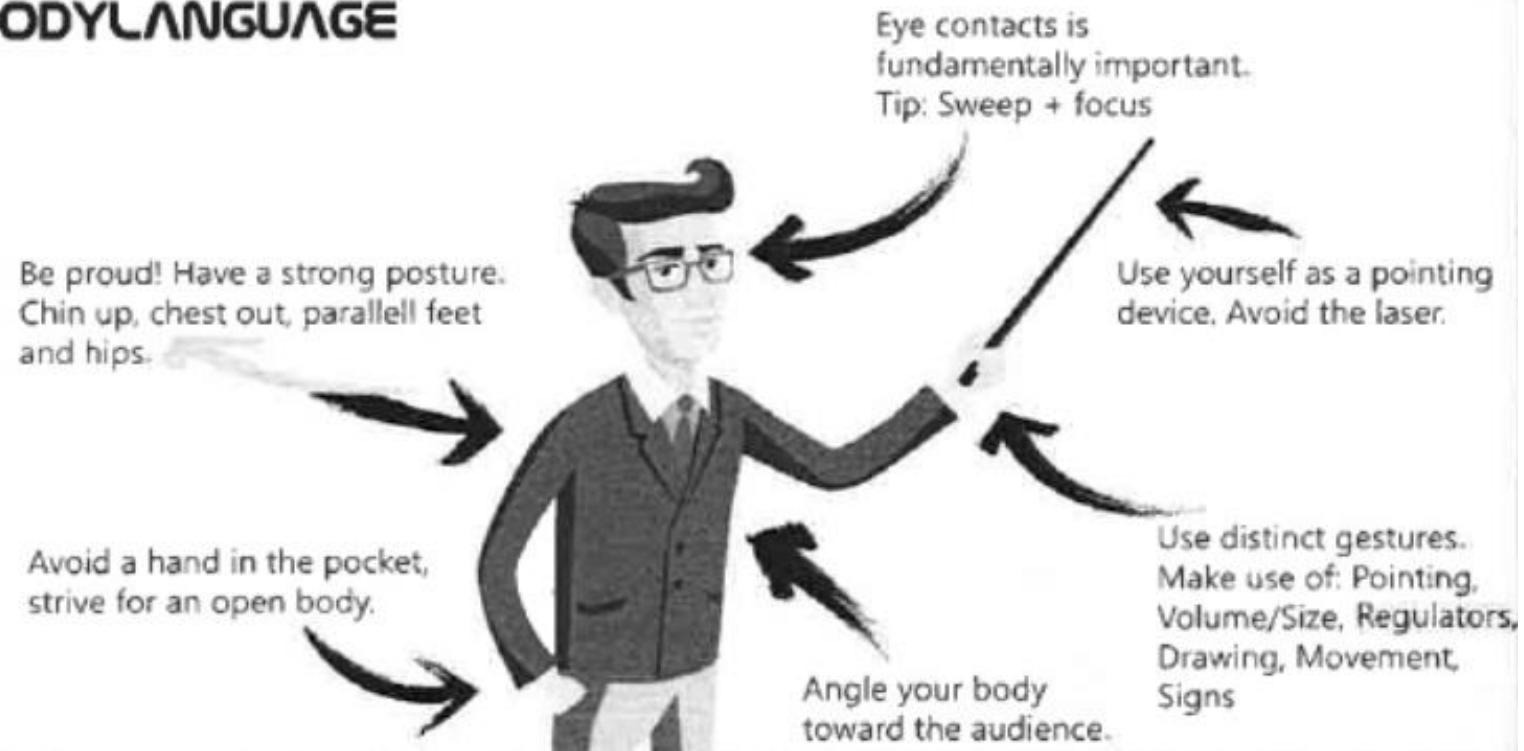 ODYLANGUAGE
Eye contacts is
fundamentally important.
Tip: Sweep + focus
Be proud! Have a strong posture.
Chin up, chest out, parallell feet
and hips.
Use yourself as a pointing
device. Avoid the laser.
Avoid a hand in the pocket,
strive for an open body.
Use distinct gestures.
Make use of: Pointing,
Volume/Size, Regulators,
Drawing, Movement,
Signs
Angle your body
toward the audience.